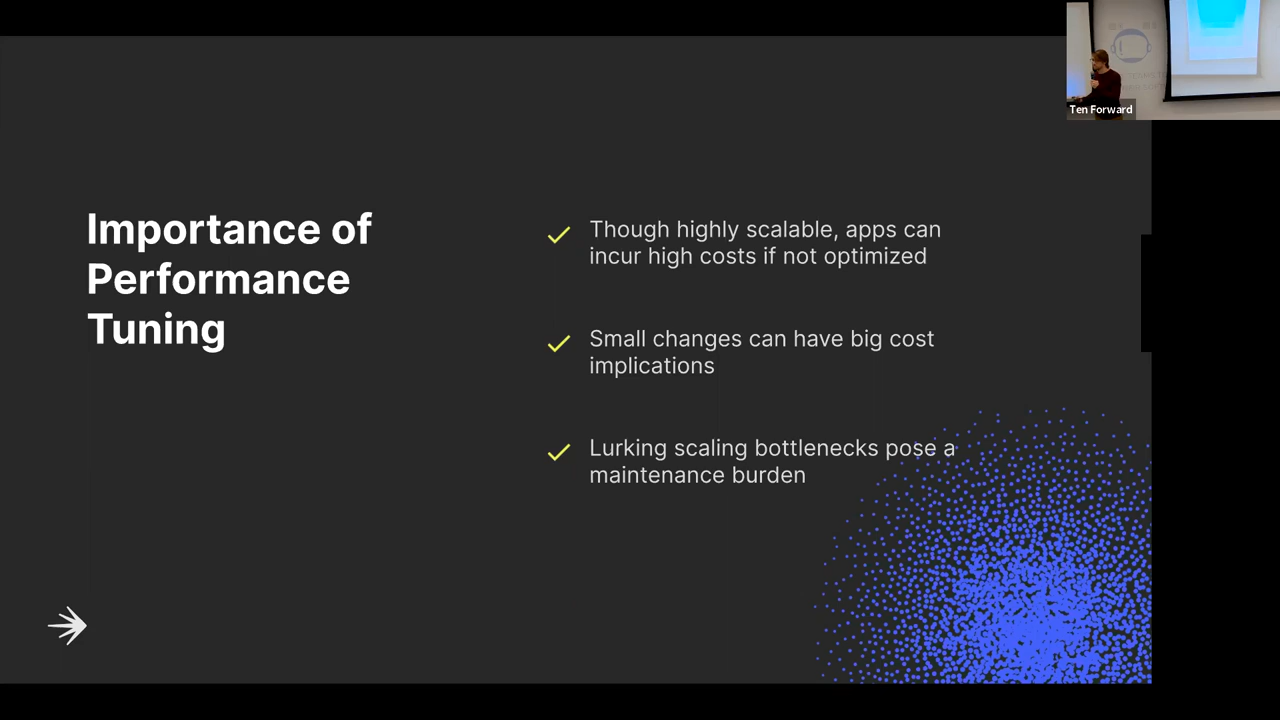 Importance of
Performance
Tuning
Though highly scalable, apps can
incur high costs if not optimized
Small changes can have big cost
implications
Lurking scaling bottlenecks pose a
maintenance burden
Ten Forward